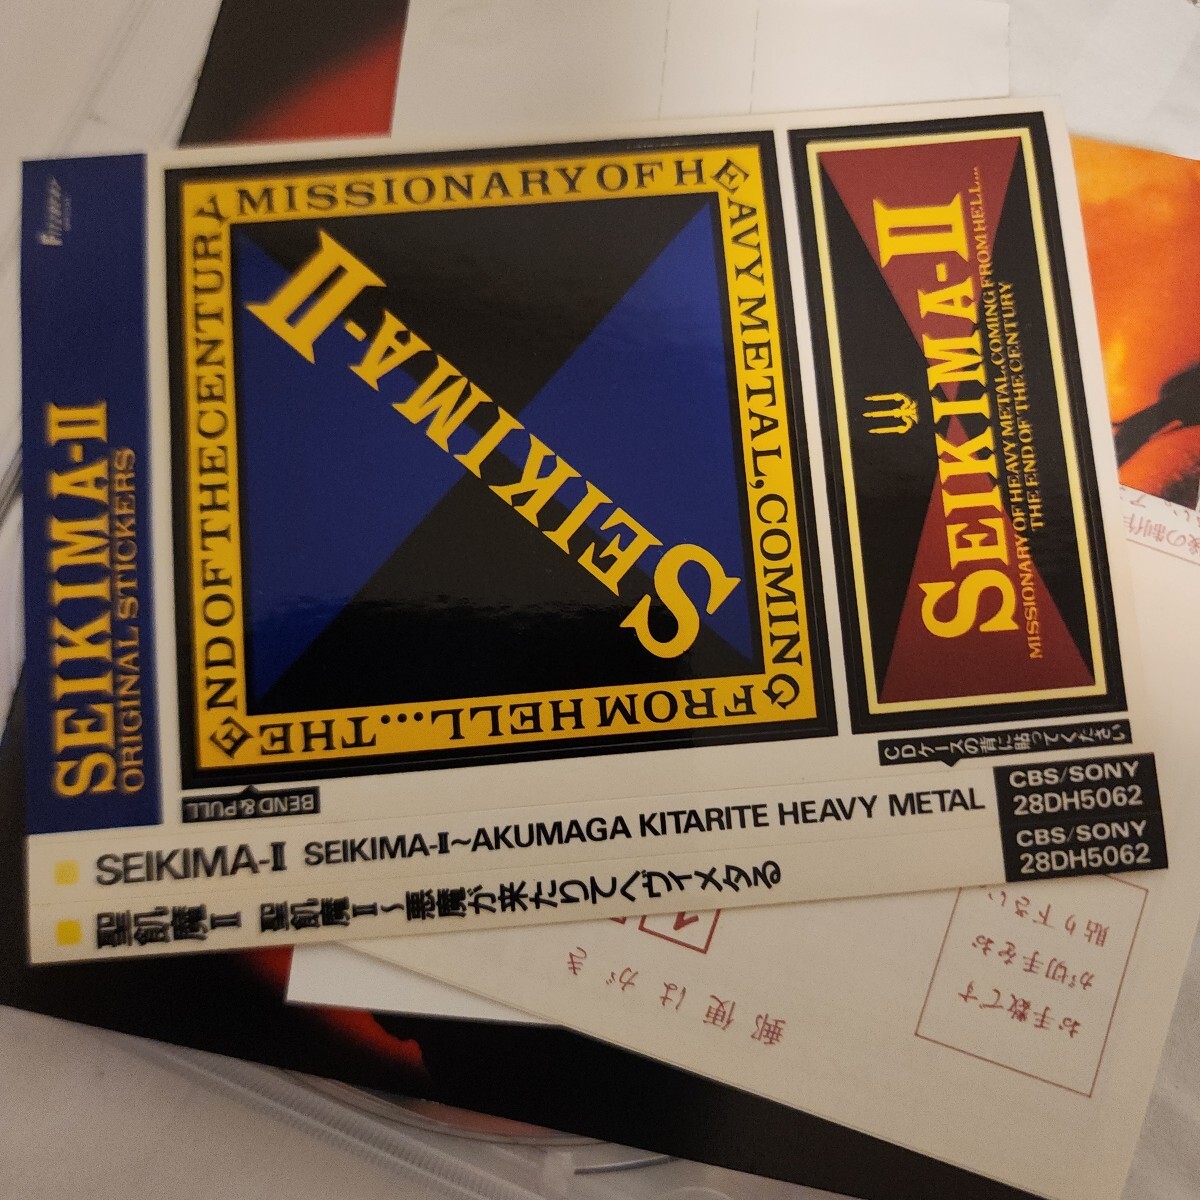 SEIKIMA-II
ORIGINAL STICKERS
MISSIONARY OF HEAVY METAL, COMING FROM HELL... THE END OF THE CENTURY
SEIKIMA-II
SEIKIMA-II
MISSIONARY OF HEAVY METAL, COMING FROM HELL...
THE END OF THE CENTURY
BEND & PULL
CDケースの背に貼ってください
SEIKIMA-II SEIKIMA-II~AKUMAGA KITARITE HEAVY METAL
CBS/SONY
28DH5062
聖飢魔II 聖飢魔II~悪魔が来たりてヘヴィメタる
CBS/SONY
28DH5062
郵便はがき
お手数です
が切手をお
貼り下さい